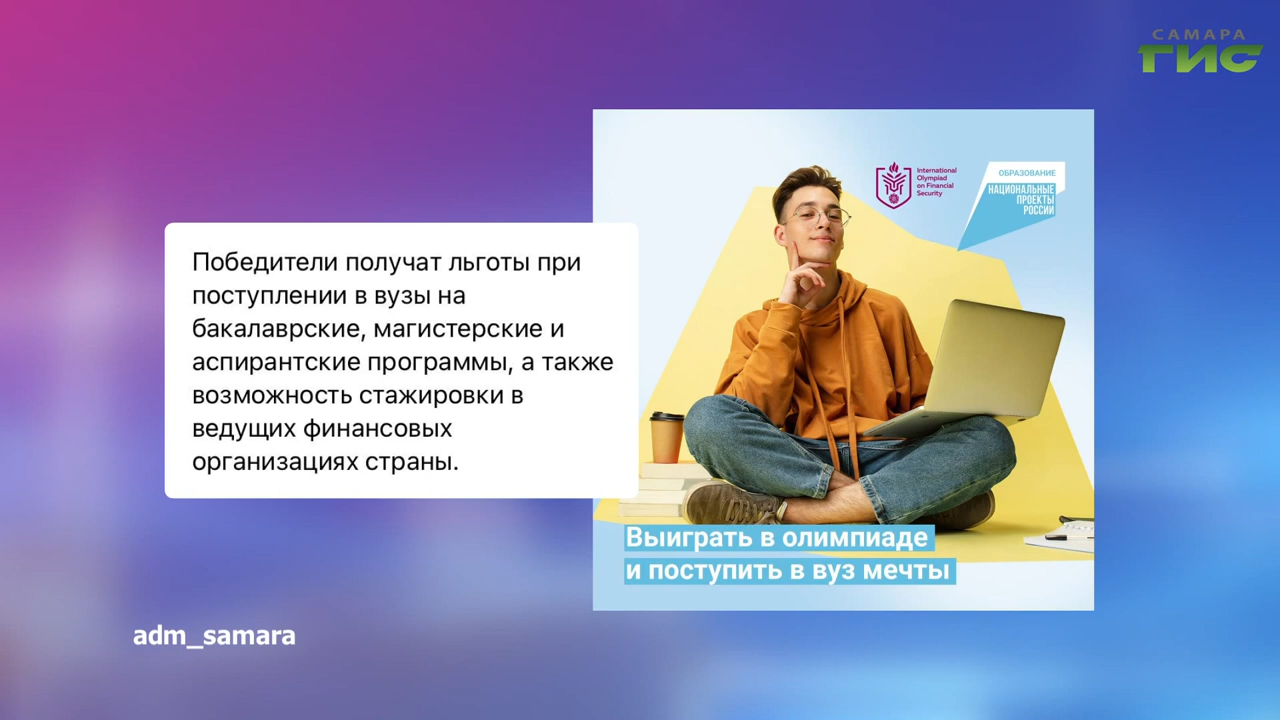 САМАРА
ГИС
International
Olympiad
on Financial
Security
ОБРАЗОВАНИЕ
НАЦИОНАЛЬНЫЕ
ПРОЕКТЫ
РОССИИ
Победители получат льготы при
поступлении в вузы на
бакалаврские, магистерские и
аспирантские программы, а также
возможность стажировки в
ведущих финансовых
организациях страны.
Выиграть в олимпиаде
и поступить в вуз мечты
adm_samara